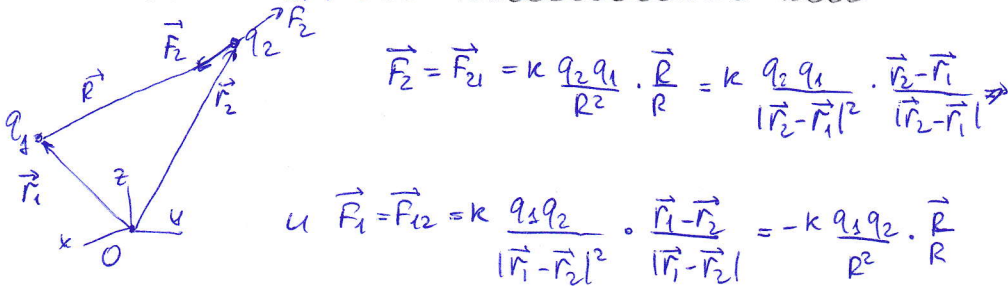 F⃗₂ F₂ q₂
R⃗ r⃗₂
q₁
r⃗₁ z
x O y
F⃗₂ = F⃗₂₁ = k q₂q₁/R² · R⃗/R = k q₂q₁/|r⃗₂-r⃗₁|² · (r⃗₂-r⃗₁)/|r⃗₂-r⃗₁| ⇒
и F⃗₁ = F⃗₁₂ = k q₁q₂/|r⃗₁-r⃗₂|² · (r⃗₁-r⃗₂)/|r⃗₁-r⃗₂| = -k q₁q₂/R² · R⃗/R